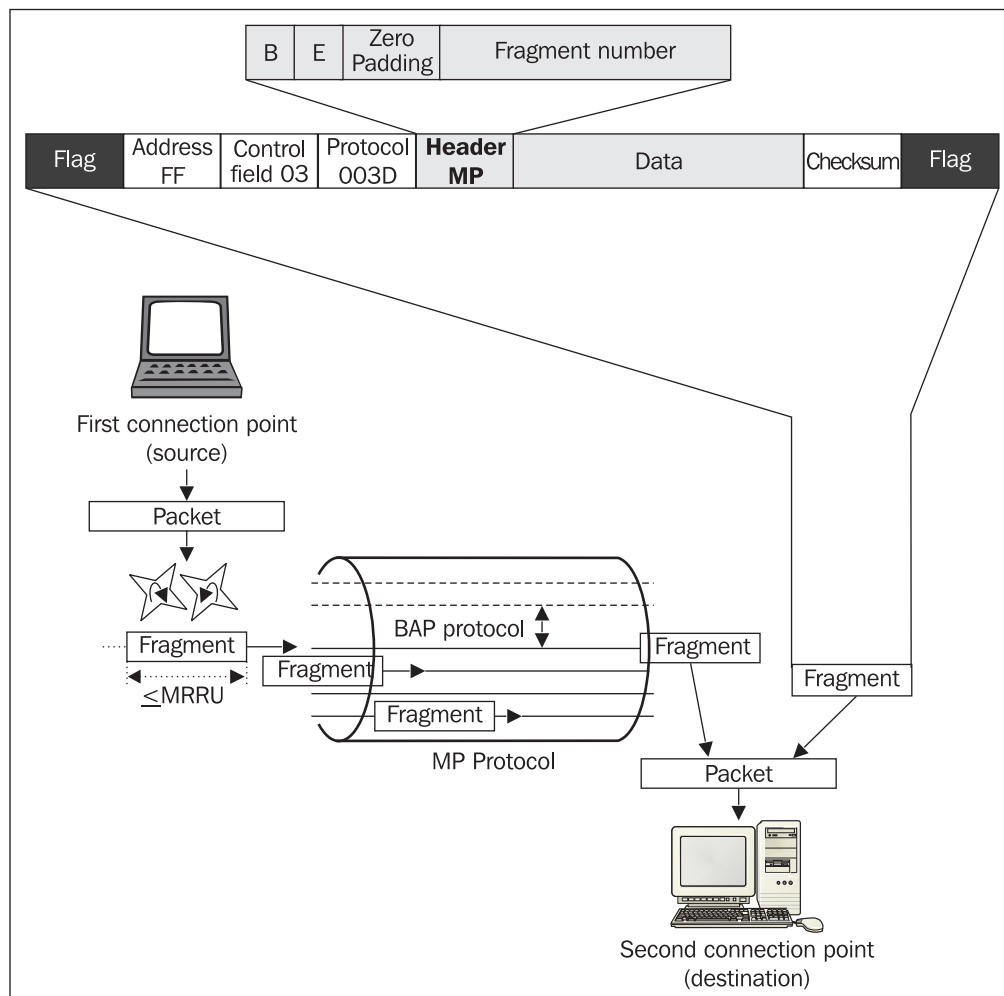 B
E
Zero
Padding
Fragment number
Flag
Address
FF
Control
field 03
Protocol
003D
Header
MP
Data
Checksum
Flag
First connection point
(source)
Packet
BAP protocol
Fragment
Fragment
Fragment
Fragment
Fragment
≤MRRU
MP Protocol
Packet
Second connection point
(destination)